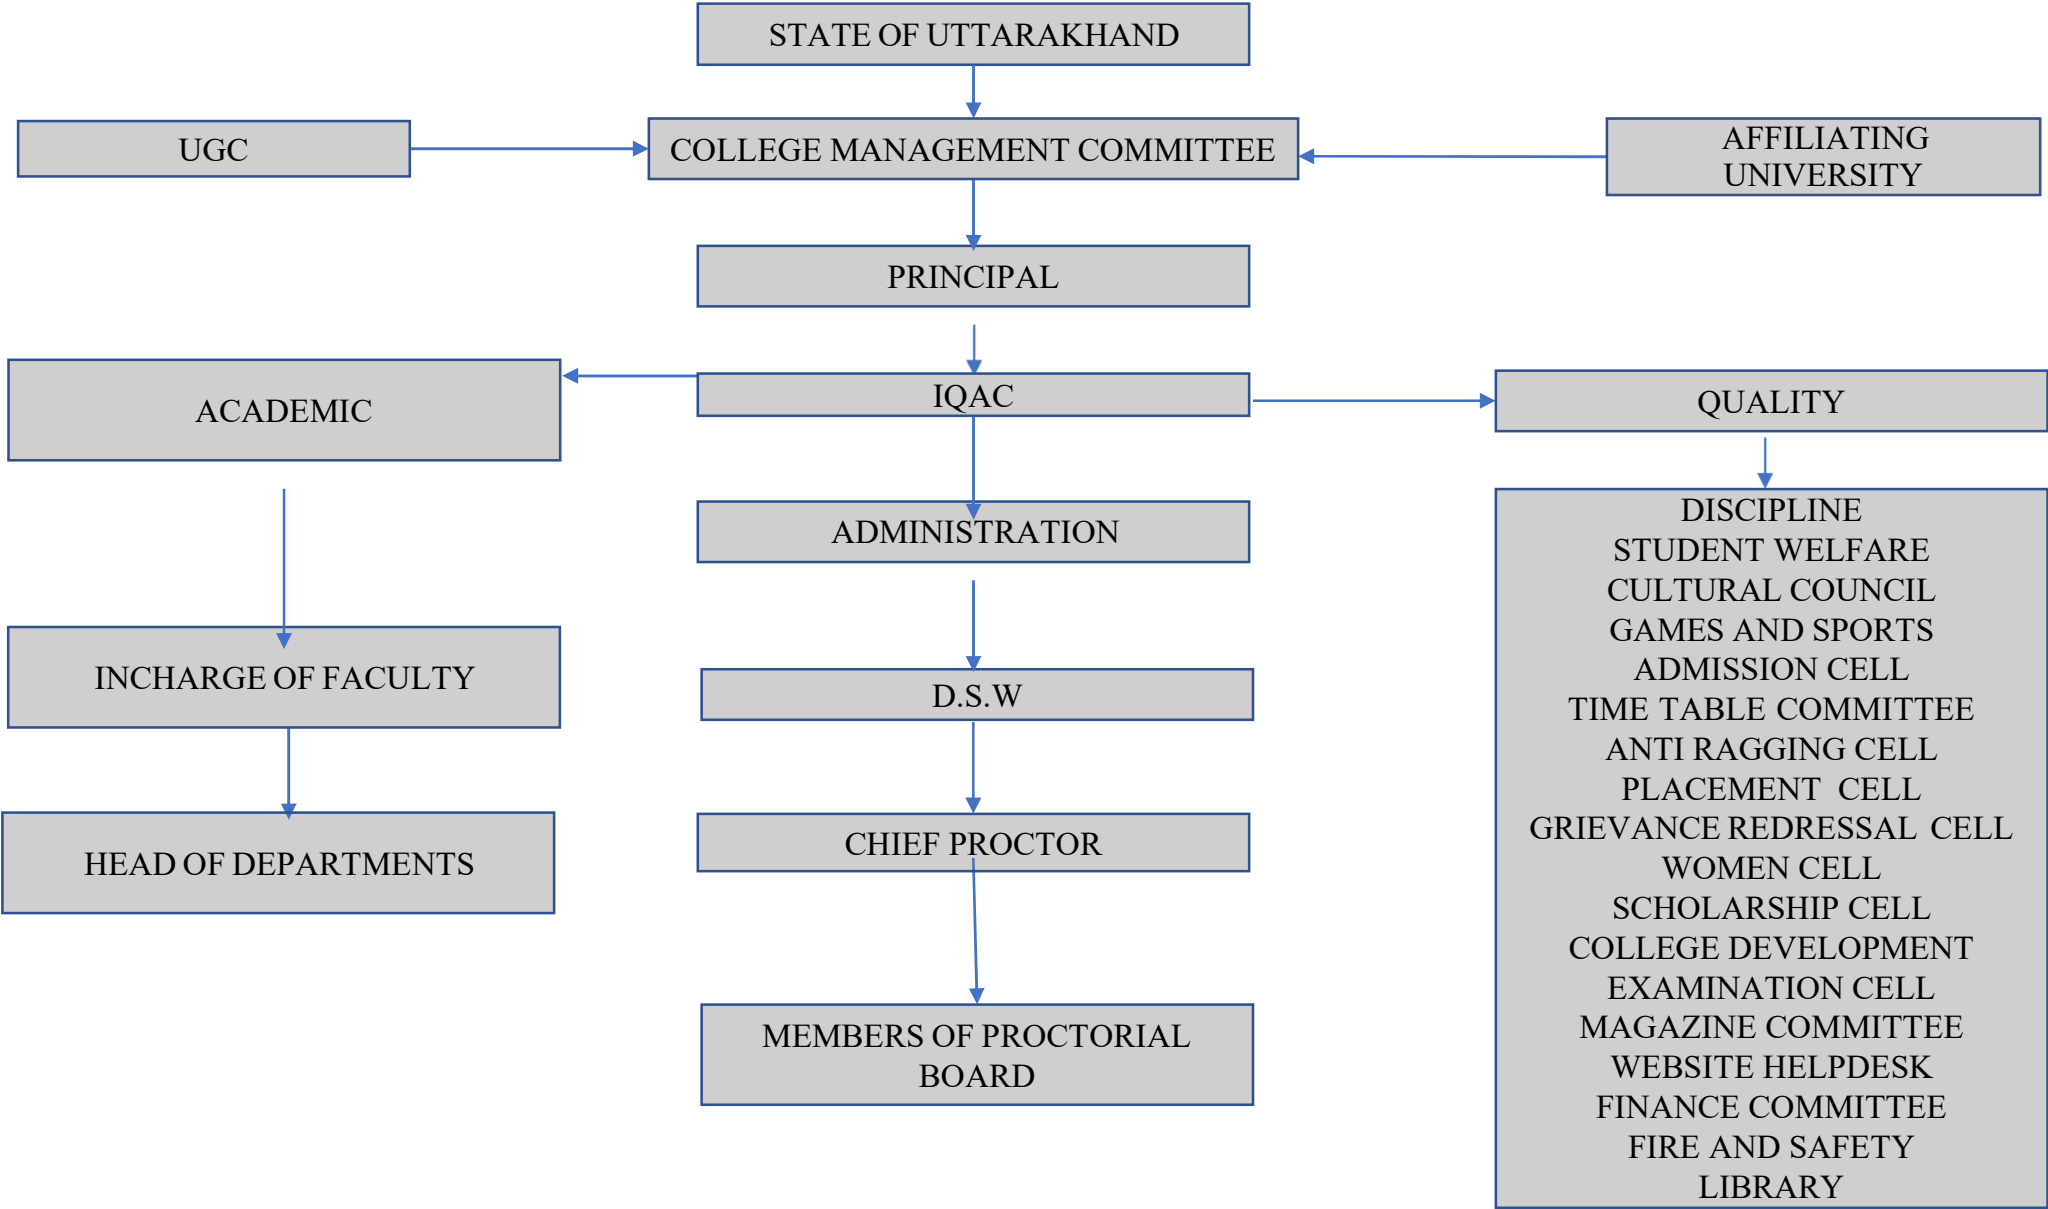 STATE OF UTTARAKHAND
UGC
COLLEGE MANAGEMENT COMMITTEE
AFFILIATING
UNIVERSITY
PRINCIPAL
ACADEMIC
IQAC
QUALITY
ADMINISTRATION
INCHARGE OF FACULTY
D.S.W
HEAD OF DEPARTMENTS
CHIEF PROCTOR
MEMBERS OF PROCTORIAL
BOARD
DISCIPLINE
STUDENT WELFARE
CULTURAL COUNCIL
GAMES AND SPORTS
ADMISSION CELL
TIME TABLE COMMITTEE
ANTI RAGGING CELL
PLACEMENT CELL
GRIEVANCE REDRESSAL CELL
WOMEN CELL
SCHOLARSHIP CELL
COLLEGE DEVELOPMENT
EXAMINATION CELL
MAGAZINE COMMITTEE
WEBSITE HELPDESK
FINANCE COMMITTEE
FIRE AND SAFETY
LIBRARY